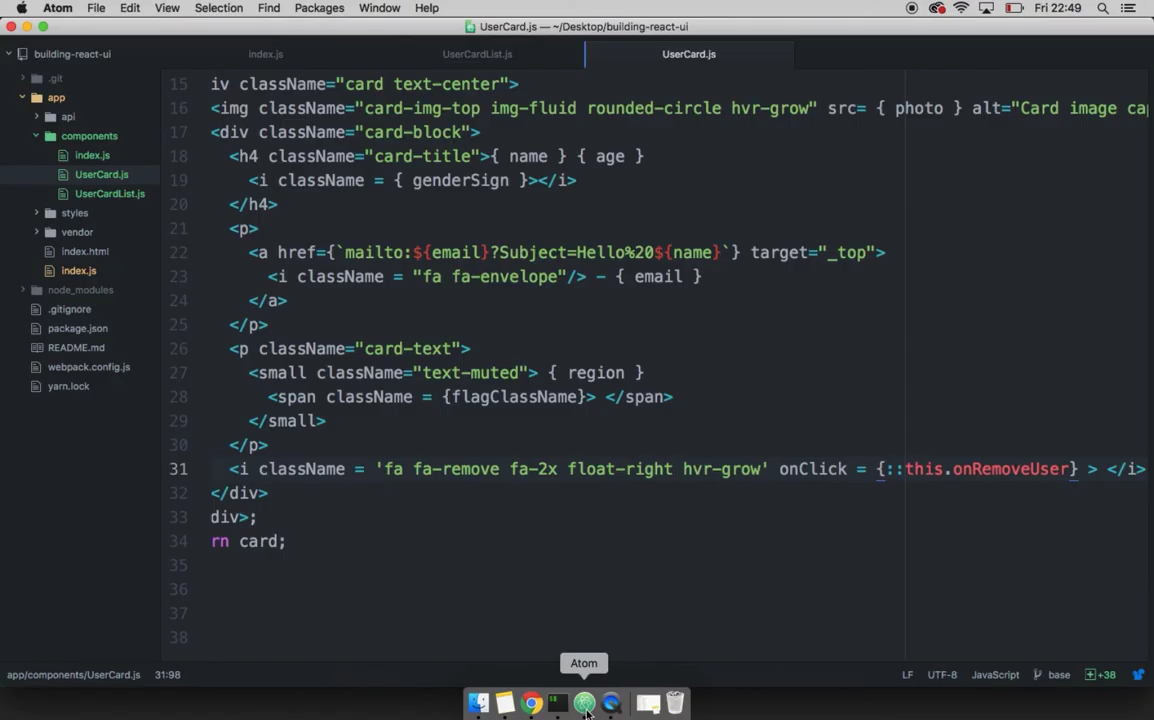 Atom File Edit View Selection Find Packages Window Help Fri 22:49
UserCard.js — ~/Desktop/building-react-ui
building-react-ui index.js UserCardList.js UserCard.js
.git
app
api
components
index.js
UserCard.js
UserCardList.js
styles
vendor
index.html
index.js
node_modules
.gitignore
package.json
README.md
webpack.config.js
yarn.lock
15 iv className="card text-center">
16 <img className="card-img-top img-fluid rounded-circle hvr-grow" src= { photo } alt="Card image ca
17 <div className="card-block">
18 <h4 className="card-title">{ name } { age }
19 <i className = { genderSign }></i>
20 </h4>
21 <p>
22 <a href={`mailto:${email}?Subject=Hello%20${name}`} target="_top">
23 <i className = "fa fa-envelope"/> - { email }
24 </a>
25 </p>
26 <p className="card-text">
27 <small className="text-muted"> { region }
28 <span className = {flagClassName}> </span>
29 </small>
30 </p>
31 <i className = 'fa fa-remove fa-2x float-right hvr-grow' onClick = {::this.onRemoveUser} > </i>
32 </div>
33 div>;
34 rn card;
35
36
37
38
Atom
app/components/UserCard.js 31:98 LF UTF-8 JavaScript base +38